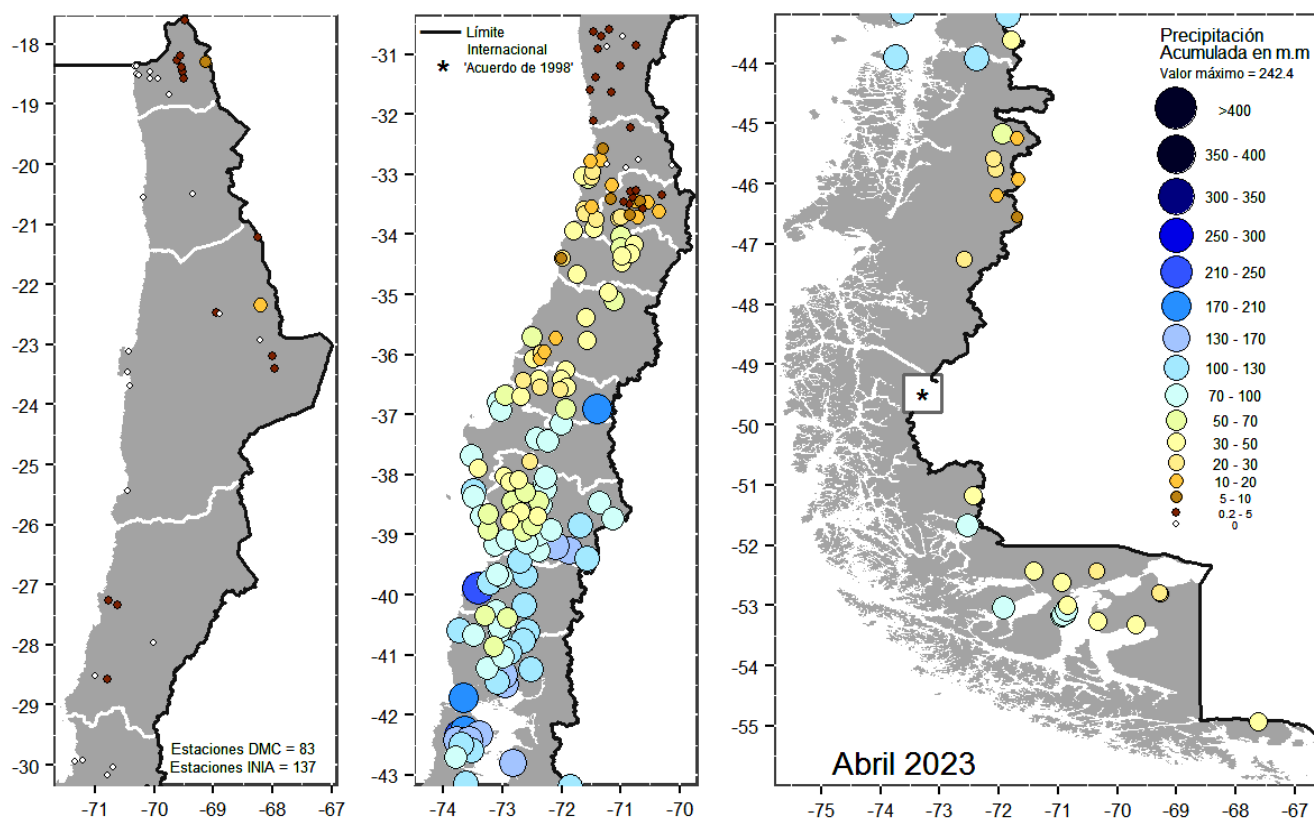 -18
-19
-20
-21
-22
-23
-24
-25
-26
-27
-28
-29
-30
Estaciones DMC = 83
Estaciones INIA = 137
-71
-70
-69
-68
-67
Límite
Internacional
* 'Acuerdo de 1998'
-31
-32
-33
-34
-35
-36
-37
-38
-39
-40
-41
-42
-43
-74
-73
-72
-71
-70
Precipitación
Acumulada en m.m
Valor máximo = 242.4
>400
350 - 400
300 - 350
250 - 300
210 - 250
170 - 210
130 - 170
100 - 130
70 - 100
50 - 70
30 - 50
20 - 30
10 - 20
5 - 10
0.2 - 5
0
-44
-45
-46
-47
-48
-49
-50
-51
-52
-53
-54
-55
*
Abril 2023
-75
-74
-73
-72
-71
-70
-69
-68
-67